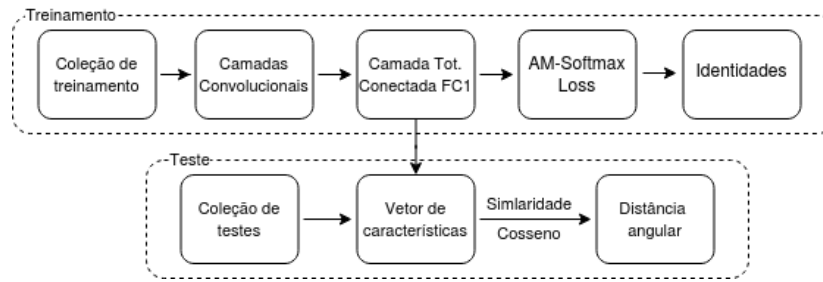 Treinamento
Coleção de
treinamento
Camadas
Convolucionais
Camada Tot.
Conectada FC1
AM-Softmax
Loss
Identidades
Teste
Coleção de
testes
Vetor de
características
Simlaridade
Cosseno
Distância
angular